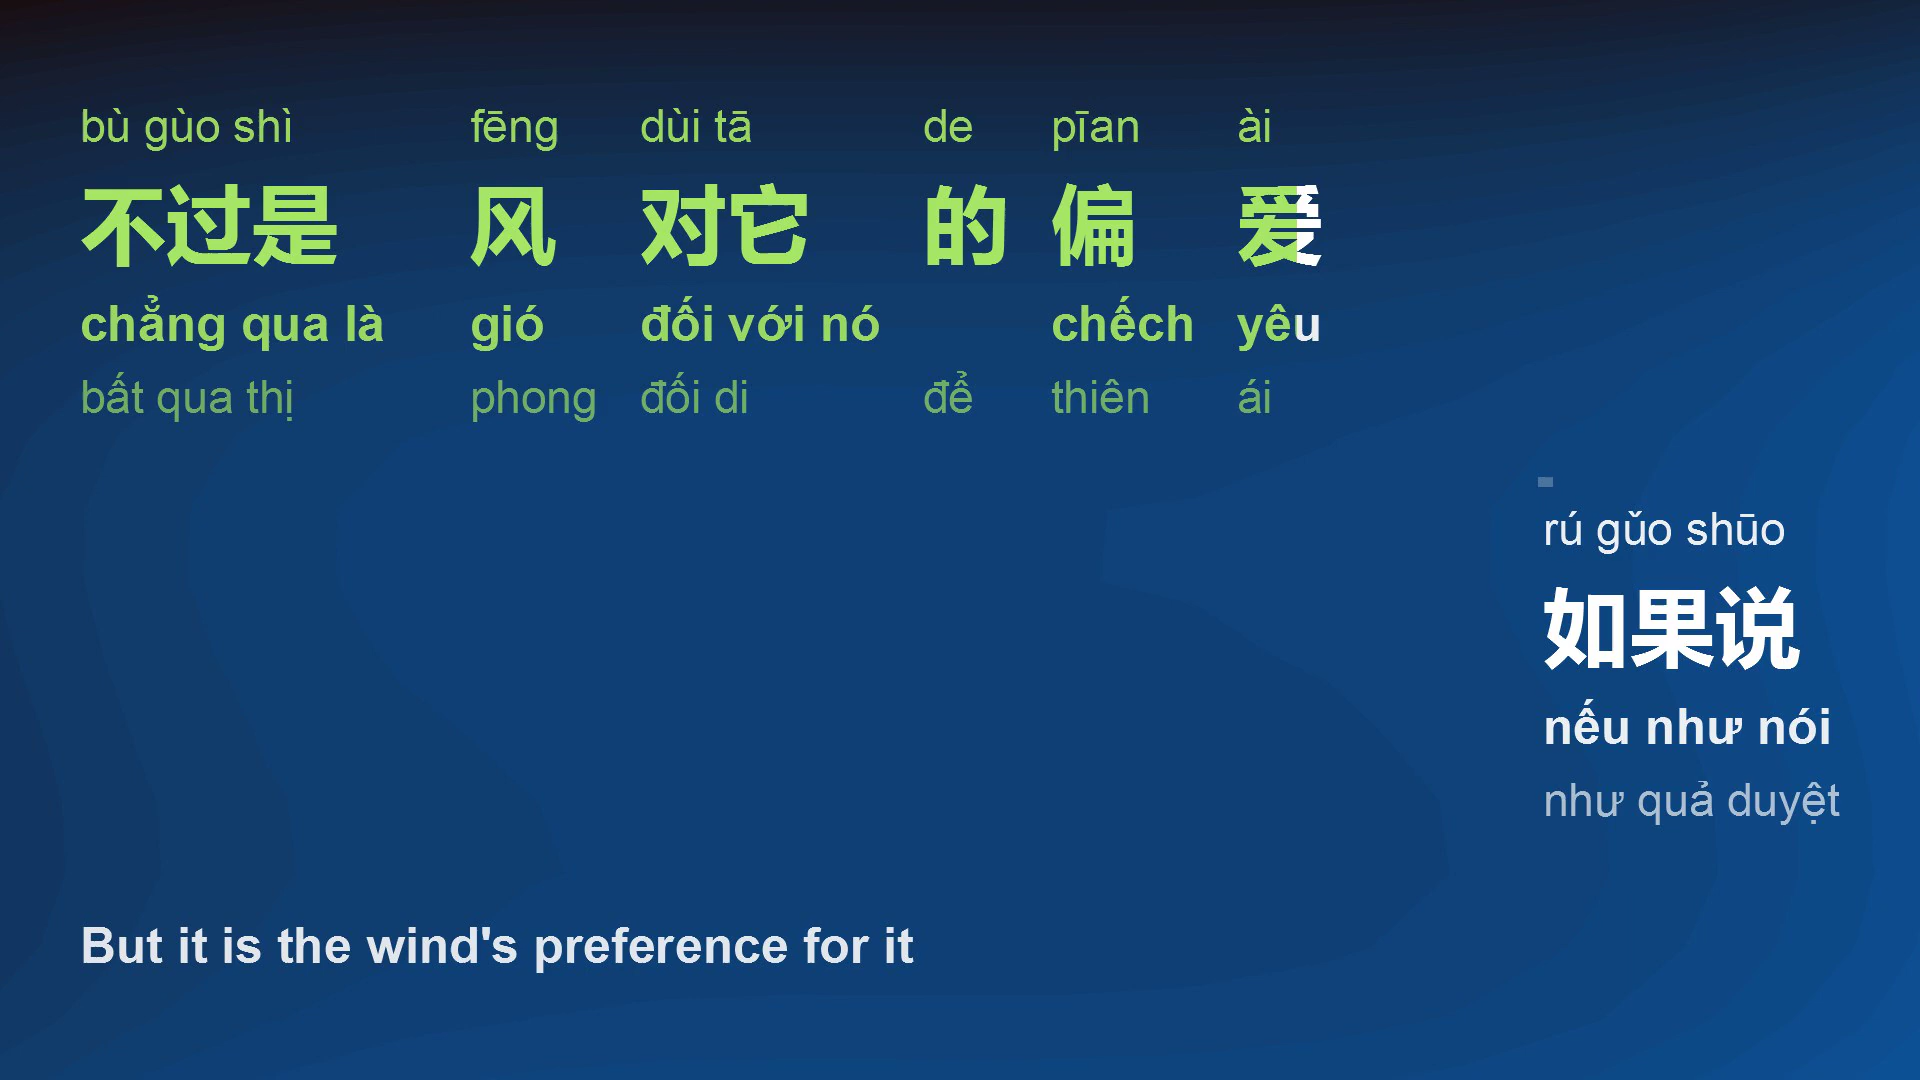 bù gùo shì fēng dùi tā de pīan ài
不过是 风 对它 的 偏 爱
chẳng qua là gió đối với nó chếch yêu
bất qua thị phong đối di để thiên ái
rú gǔo shūo
如果说
nếu như nói
như quả duyệt
But it is the wind's preference for it